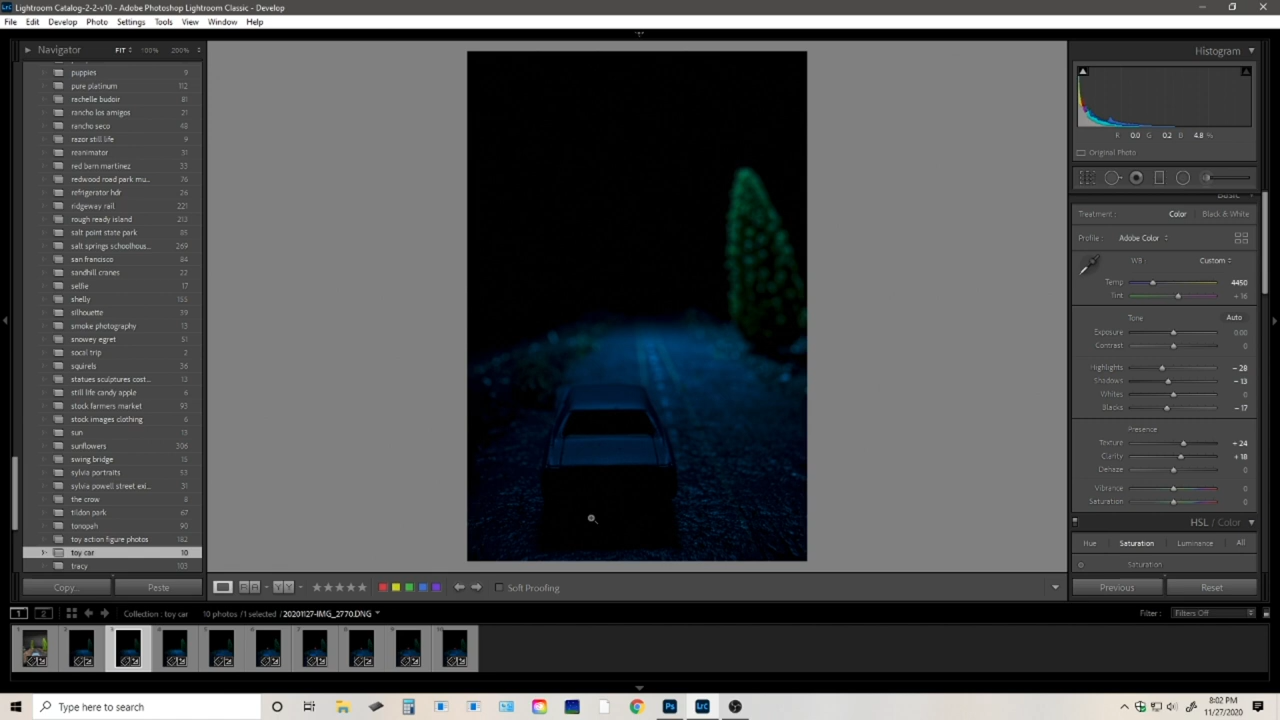 Lightroom Catalog-2-2-v10 - Adobe Photoshop Lightroom Classic - Develop
File Edit Develop Photo Settings Tools View Window Help
Navigator FIT 100% 200%
puppies 9
pure platinum 112
rachelle budoir 81
rancho los amigos 21
rancho seco 48
razor still life 9
reanimator 31
red barn martinez 33
redwood road park mu... 76
refrigerator hdr 26
ridgeway rail 221
rough ready island 213
salt point state park 85
salt springs schoolhous... 269
san francisco 84
sandhill cranes 22
selfie 17
shelly 155
silhouette 39
smoke photography 13
snowey egret 51
socal trip 2
squirels 36
statues sculptures cost... 13
still life candy apple 6
stock farmers market 93
stock images clothing 6
sun 13
sunflowers 306
swing bridge 15
sylvia portraits 53
sylvia powell street exi... 31
the crow 8
tildon park 67
tonopah 90
toy action figure photos 182
toy car 10
tracy 103
Copy... Paste
Soft Proofing
Histogram
R 0.0 G 0.2 B 4.8 %
Original Photo
Basic
Treatment : Color Black & White
Profile : Adobe Color
WB : Custom
Temp 4450
Tint + 16
Tone Auto
Exposure 0.00
Contrast 0
Highlights - 28
Shadows - 13
Whites 0
Blacks - 17
Presence
Texture + 24
Clarity + 18
Dehaze 0
Vibrance 0
Saturation 0
HSL / Color
Hue Saturation Luminance All
Saturation
Previous Reset
1 2 Collection : toy car 10 photos / 1 selected / 20201127-IMG_2770.DNG Filter : Filters Off
Type here to search
Ps LrC
8:02 PM
11/27/2020